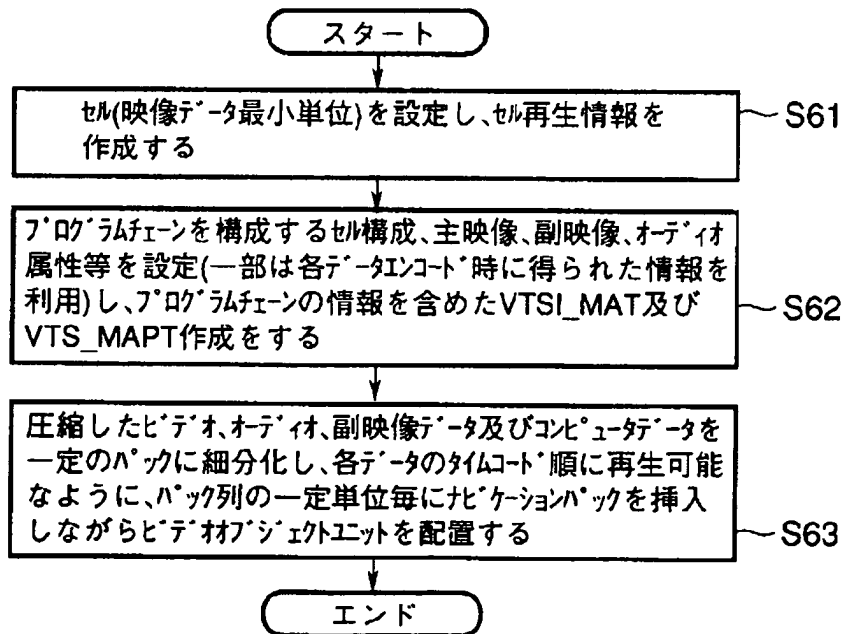 スタート
ｾﾙ(映像ﾃﾞｰﾀ最小単位)を設定し、ｾﾙ再生情報を
作成する
S61
ﾌﾟﾛｸﾞﾗﾑﾁｪｰﾝを構成するｾﾙ構成、主映像、副映像、ｵｰﾃﾞｨｵ
属性等を設定(一部は各ﾃﾞｰﾀｴﾝｺｰﾄﾞ時に得られた情報を
利用)し、ﾌﾟﾛｸﾞﾗﾑﾁｪｰﾝの情報を含めたVTSI_MAT及び
VTS_MAPT作成をする
S62
圧縮したﾋﾞﾃﾞｵ、ｵｰﾃﾞｨｵ、副映像ﾃﾞｰﾀ及びｺﾝﾋﾟｭｰﾀﾃﾞｰﾀを
一定のﾊﾟｯｸに細分化し、各ﾃﾞｰﾀのﾀｲﾑｺｰﾄﾞ順に再生可能
なように、ﾊﾟｯｸ列の一定単位毎にﾅﾋﾞｹﾞｰｼｮﾝﾊﾟｯｸを挿入
しながらﾋﾞﾃﾞｵｵﾌﾞｼﾞｪｸﾄﾕﾆｯﾄを配置する
S63
エンド